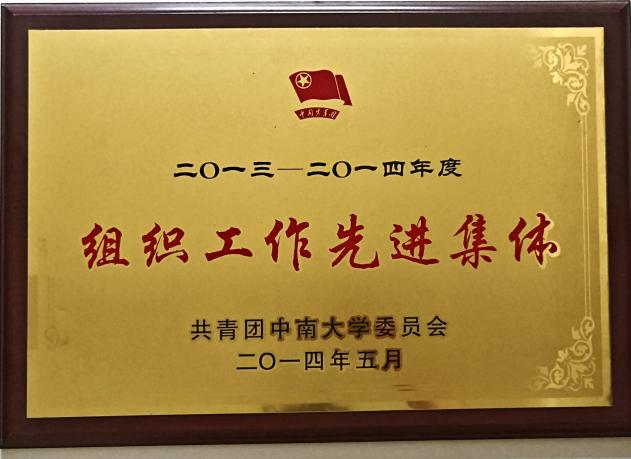 中国共青团
二〇一三—二〇一四年度
组织工作先进集体
共青团中南大学委员会
二〇一四年五月